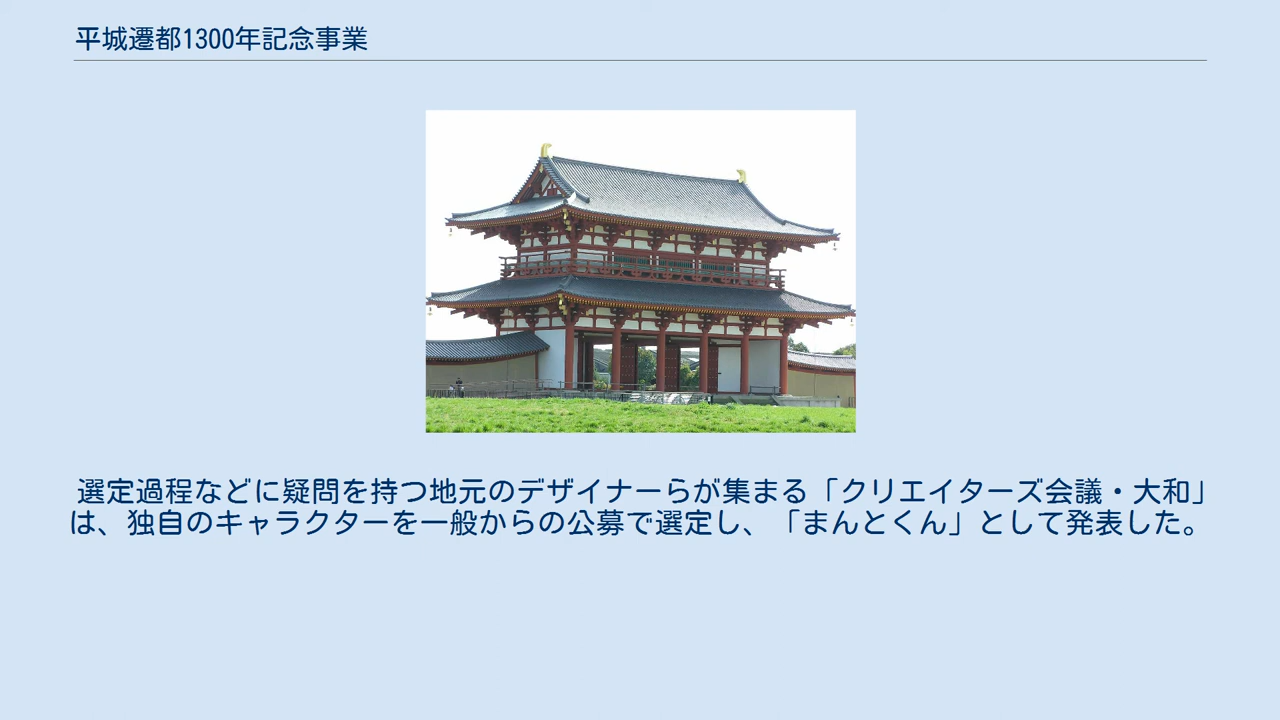 平城遷都1300年記念事業
選定過程などに疑問を持つ地元のデザイナーらが集まる「クリエイターズ会議・大和」
は、独自のキャラクターを一般からの公募で選定し、「まんとくん」として発表した。